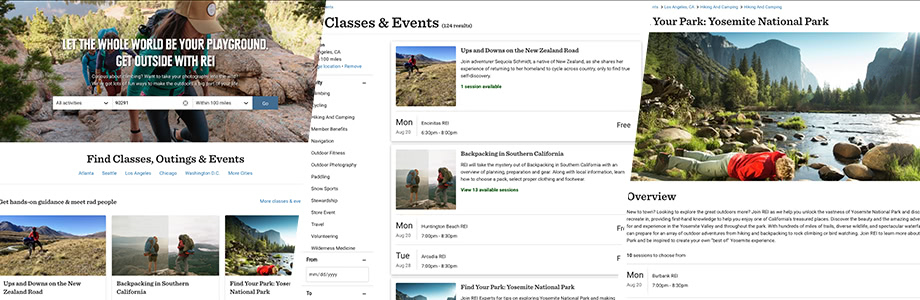 LET THE WHOLE WORLD BE YOUR PLAYGROUND.
GET OUTSIDE WITH REI
Curious about climbing? Want to take your photography into the wild?
We've got lots of fun ways to make the outdoors a big part of your life.
All activities
90291
Within 100 miles
Go
Find Classes, Outings & Events
Atlanta
Seattle
Los Angeles
Chicago
Washington D.C.
More Cities
Get hands-on guidance & meet rad people
More classes & eve
Ups and Downs on the New Zealand
Road
Backpacking in Southern
California
Find Your Park: Yose
National Park
Classes & Events (124 results)
geles, CA
100 miles
location • Remove
Climbing
Cycling
Hiking And Camping
Member Benefits
Navigation
Outdoor Fitness
Outdoor Photography
Paddling
Snow Sports
Stewardship
Store Event
Travel
Volunteering
Wilderness Medicine
From
mm/dd/yyyy
To
Ups and Downs on the New Zealand Road
Join adventurer Sequoia Schmidt, a native of New Zealand, as she shares her
experience of returning to her homeland to cycle across country, only to find true
self-discovery.
1 session available
Mon
Aug 20
Encinitas REI
6:30pm - 8:00pm
Free
Backpacking in Southern California
REI will take the mystery out of Backpacking in Southern California with an
overview of planning, preparation and gear. Along with local information, learn
how to choose a pack, select proper clothing and footwear.
View 13 available sessions
Mon
Aug 20
Huntington Beach REI
7:00pm - 8:30pm
Fr
Tue
Aug 21
Arcadia REI
7:00pm - 8:30pm
Find Your Park: Yosemite National Park
Join REI Experts for tips on exploring Yosemite National Park and making
nts > Los Angeles, CA > Hiking And Camping > Hiking And Camping
Your Park: Yosemite National Park
Overview
New to town? Looking to explore the great outdoors more? Join REI as we help you unlock the vastness of Yosemite National Park and disc
recreate in, providing first-hand knowledge to help you enjoy one of California's treasured places. Discover the beauty and the amazing adve
for and experience in the Yosemite Valley and throughout the park. With hundreds of miles of trails, diverse wildlife, and spectacular waterfa
can prepare for an array of outdoor adventures from hiking and backpacking to rock climbing or bird watching. Join REI to learn more about
Park and be inspired to create your own "best of" Yosemite experience.
10 sessions to choose from
Mon
Aug 20
Burbank REI
7:00pm - 8:30pm